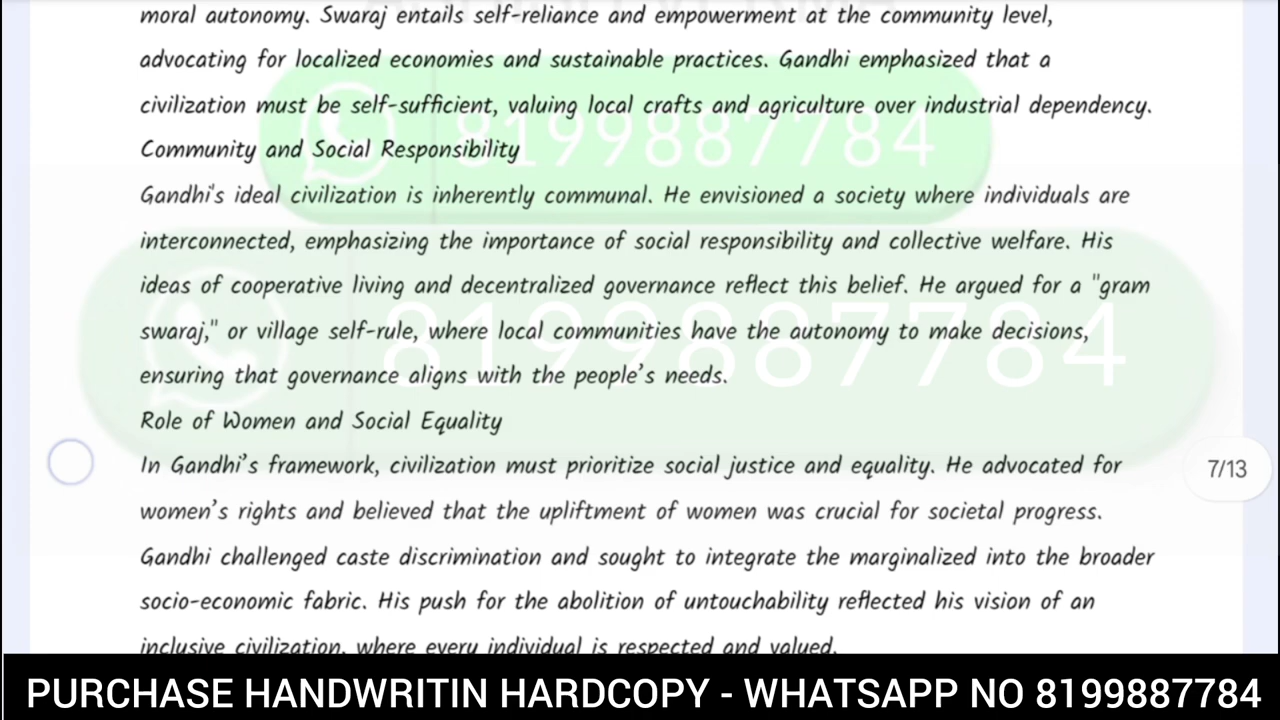 moral autonomy. Swaraj entails self-reliance and empowerment at the community level,
advocating for localized economies and sustainable practices. Gandhi emphasized that a
civilization must be self-sufficient, valuing local crafts and agriculture over industrial dependency.
8199887784
Community and Social Responsibility
Gandhi's ideal civilization is inherently communal. He envisioned a society where individuals are
interconnected, emphasizing the importance of social responsibility and collective welfare. His
ideas of cooperative living and decentralized governance reflect this belief. He argued for a "gram
swaraj," or village self-rule, where local communities have the autonomy to make decisions,
8199887784
ensuring that governance aligns with the people's needs.
Role of Women and Social Equality
In Gandhi's framework, civilization must prioritize social justice and equality. He advocated for
7/13
women's rights and believed that the upliftment of women was crucial for societal progress.
Gandhi challenged caste discrimination and sought to integrate the marginalized into the broader
socio-economic fabric. His push for the abolition of untouchability reflected his vision of an
inclusive civilization, where every individual is respected and valued.
PURCHASE HANDWRITIN HARDCOPY - WHATSAPP NO 8199887784